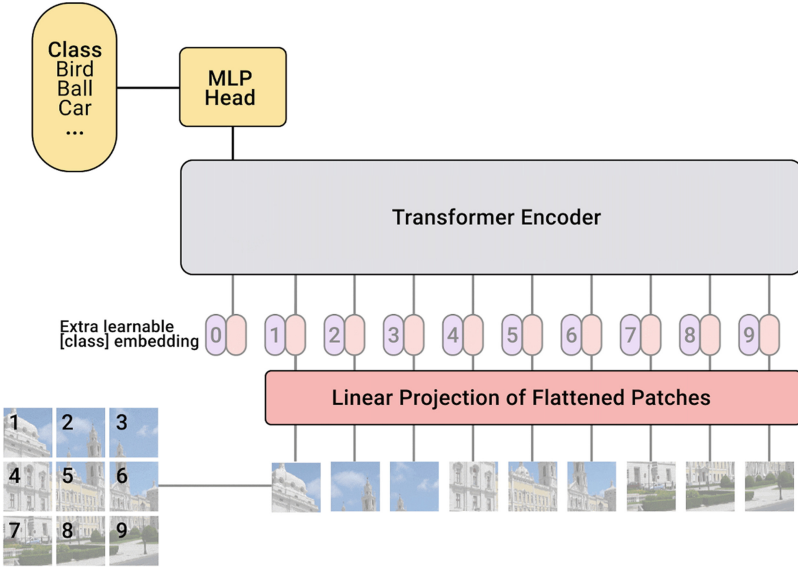 Class
Bird
Ball
Car
...
MLP
Head
Transformer Encoder
Extra learnable
[class] embedding
0 1 2 3 4 5 6 7 8 9
Linear Projection of Flattened Patches
1 2 3
4 5 6
7 8 9